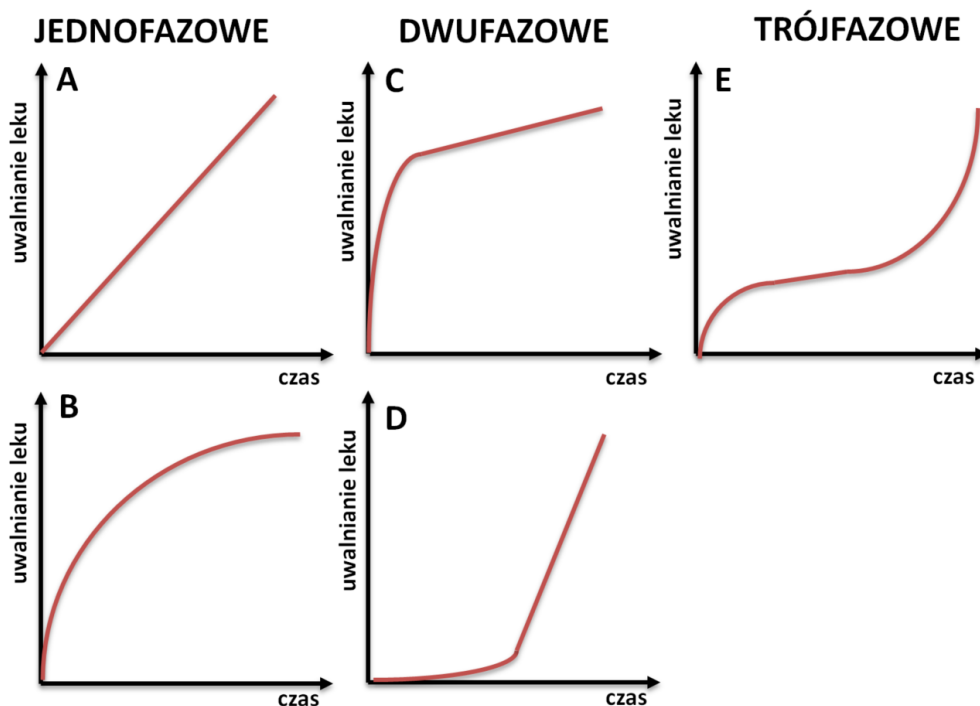 JEDNOFAZOWE
DWUFAZOWE
TRÓJFAZOWE
A
uwalnianie leku
czas
C
uwalnianie leku
czas
E
uwalnianie leku
czas
B
uwalnianie leku
czas
D
uwalnianie leku
czas